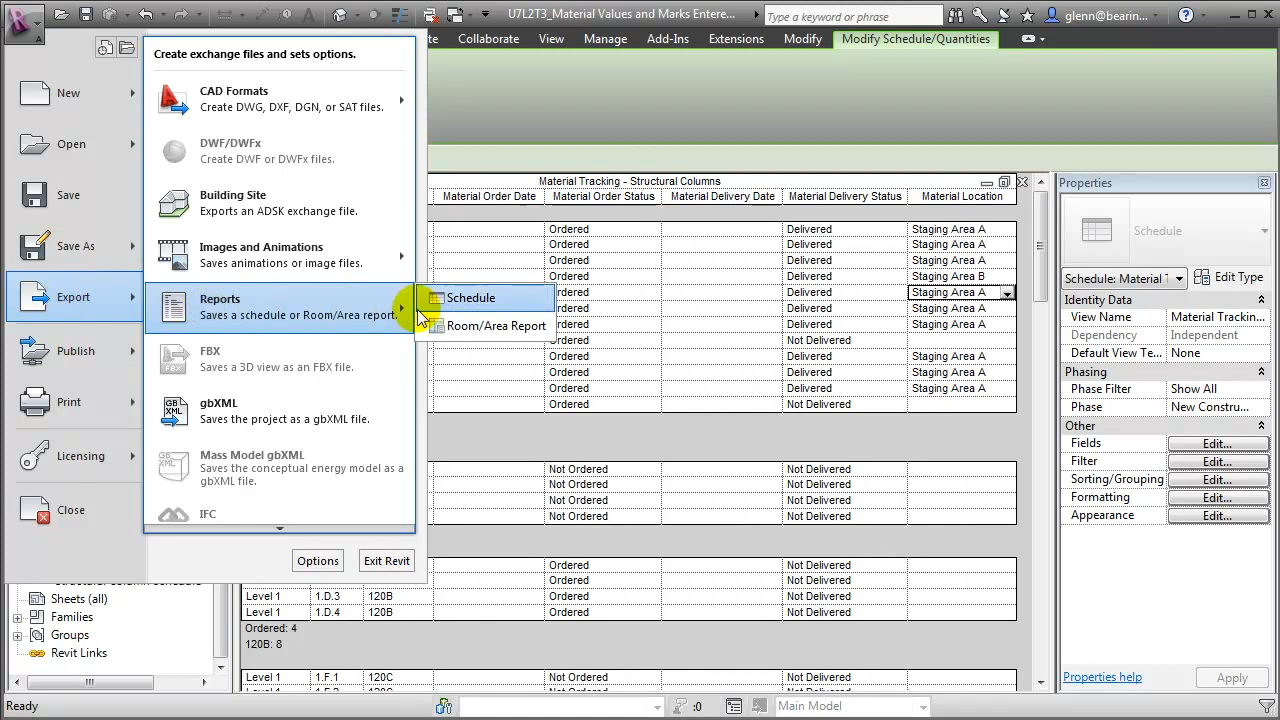 U7L2T3_Material Values and Marks Entere...
Type a keyword or phrase
glenn@bearin...
Collaborate
View
Manage
Add-Ins
Extensions
Modify
Modify Schedule/Quantities
New
Open
Save
Save As
Export
Publish
Print
Licensing
Close
Create exchange files and sets options.
CAD Formats
Create DWG, DXF, DGN, or SAT files.
DWF/DWFx
Create DWF or DWFx files.
Building Site
Exports an ADSK exchange file.
Images and Animations
Saves animations or image files.
Reports
Saves a schedule or Room/Area report.
FBX
Saves a 3D view as an FBX file.
gbXML
Saves the project as a gbXML file.
Mass Model gbXML
Saves the conceptual energy model as a
gbXML file.
IFC
Options
Exit Revit
Schedule
Room/Area Report
Material Tracking - Structural Columns
Material Order Date Material Order Status Material Delivery Date Material Delivery Status Material Location
Ordered Delivered Staging Area A
Ordered Delivered Staging Area A
Ordered Delivered Staging Area A
Ordered Delivered Staging Area B
Ordered Delivered Staging Area A
Ordered Delivered Staging Area A
Ordered Delivered Staging Area A
Ordered Not Delivered
Ordered Delivered Staging Area A
Ordered Delivered Staging Area A
Ordered Delivered Staging Area A
Ordered Not Delivered
Not Ordered Not Delivered
Not Ordered Not Delivered
Not Ordered Not Delivered
Not Ordered Not Delivered
Ordered Not Delivered
Ordered Not Delivered
Level 1 1.D.3 120B Ordered Not Delivered
Level 1 1.D.4 120B Ordered Not Delivered
Ordered: 4
120B: 8
Level 1 1.F.1 120C Not Ordered Not Delivered
Sheets (all)
Families
Groups
Revit Links
Properties
Schedule
Schedule: Material T
Edit Type
Identity Data
View Name Material Trackin...
Dependency Independent
Default View Te... None
Phasing
Phase Filter Show All
Phase New Constru...
Other
Fields Edit...
Filter Edit...
Sorting/Grouping Edit...
Formatting Edit...
Appearance Edit...
Properties help
Apply
Ready
:0
Main Model